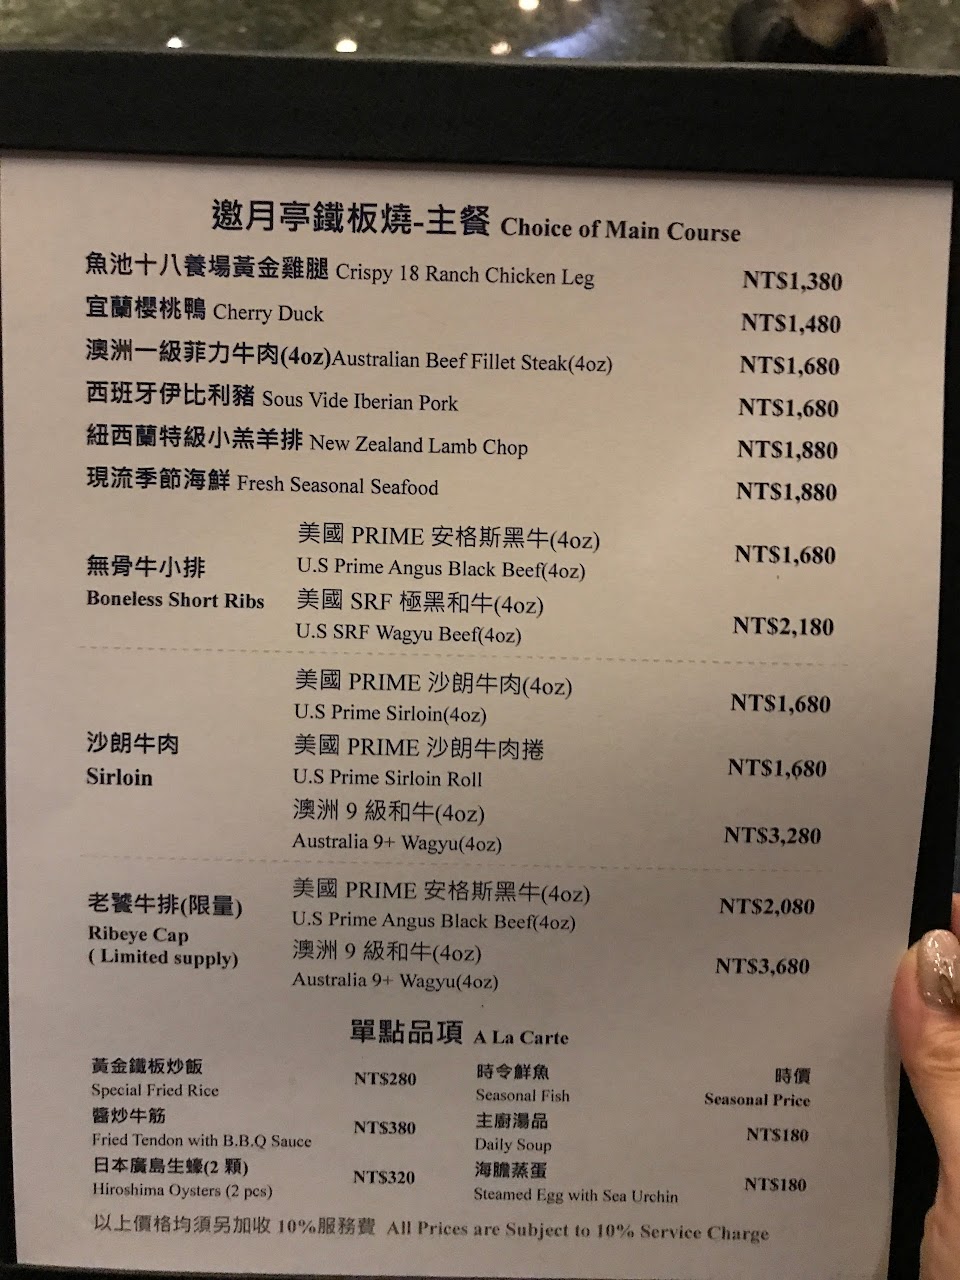 邀月亭鐵板燒-主餐 Choice of Main Course
魚池十八養場黃金雞腿 Crispy 18 Ranch Chicken Leg NT$1,380
宜蘭櫻桃鴨 Cherry Duck NT$1,480
澳洲一級菲力牛肉(4oz)Australian Beef Fillet Steak(4oz) NT$1,680
西班牙伊比利豬 Sous Vide Iberian Pork NT$1,680
紐西蘭特級小羔羊排 New Zealand Lamb Chop NT$1,880
現流季節海鮮 Fresh Seasonal Seafood NT$1,880
無骨牛小排
Boneless Short Ribs
美國 PRIME 安格斯黑牛(4oz)
U.S Prime Angus Black Beef(4oz) NT$1,680
美國 SRF 極黑和牛(4oz)
U.S SRF Wagyu Beef(4oz) NT$2,180
沙朗牛肉
Sirloin
美國 PRIME 沙朗牛肉(4oz)
U.S Prime Sirloin(4oz) NT$1,680
美國 PRIME 沙朗牛肉捲
U.S Prime Sirloin Roll NT$1,680
澳洲 9 級和牛(4oz)
Australia 9+ Wagyu(4oz) NT$3,280
老饕牛排(限量)
Ribeye Cap
( Limited supply)
美國 PRIME 安格斯黑牛(4oz)
U.S Prime Angus Black Beef(4oz) NT$2,080
澳洲 9 級和牛(4oz)
Australia 9+ Wagyu(4oz) NT$3,680
單點品項 A La Carte
黃金鐵板炒飯
Special Fried Rice NT$280
醬炒牛筋
Fried Tendon with B.B.Q Sauce NT$380
日本廣島生蠔(2 顆)
Hiroshima Oysters (2 pcs) NT$320
時令鮮魚 時價
Seasonal Fish Seasonal Price
主廚湯品
Daily Soup NT$180
海膽蒸蛋
Steamed Egg with Sea Urchin NT$180
以上價格均須另加收 10%服務費 All Prices are Subject to 10% Service Charge